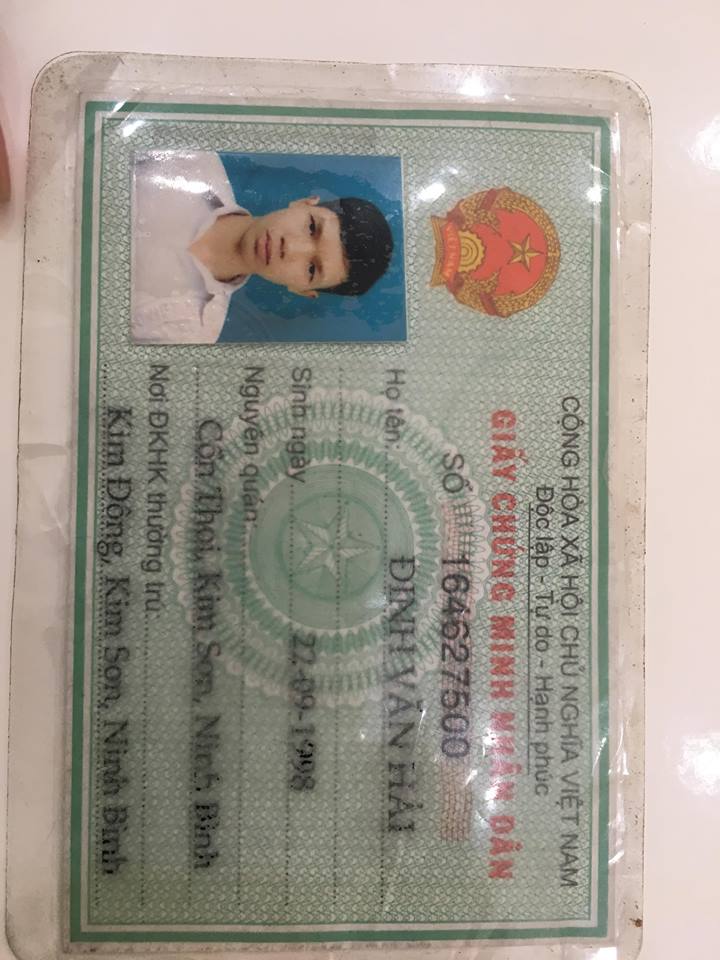 CỘNG HÒA XÃ HỘI CHỦ NGHĨA VIỆT NAM
Độc lập - Tự do - Hạnh phúc
GIẤY CHỨNG MINH NHÂN DÂN
SỐ 164627500
VIỆT NAM
Họ tên: ĐINH VĂN HẢI
Sinh ngày 22-09-1998
Nguyên quán:
Cồn Thoi, Kim Sơn, Ninh Bình
Nơi ĐKHK thường trú:
Kim Đông, Kim Sơn, Ninh Bình